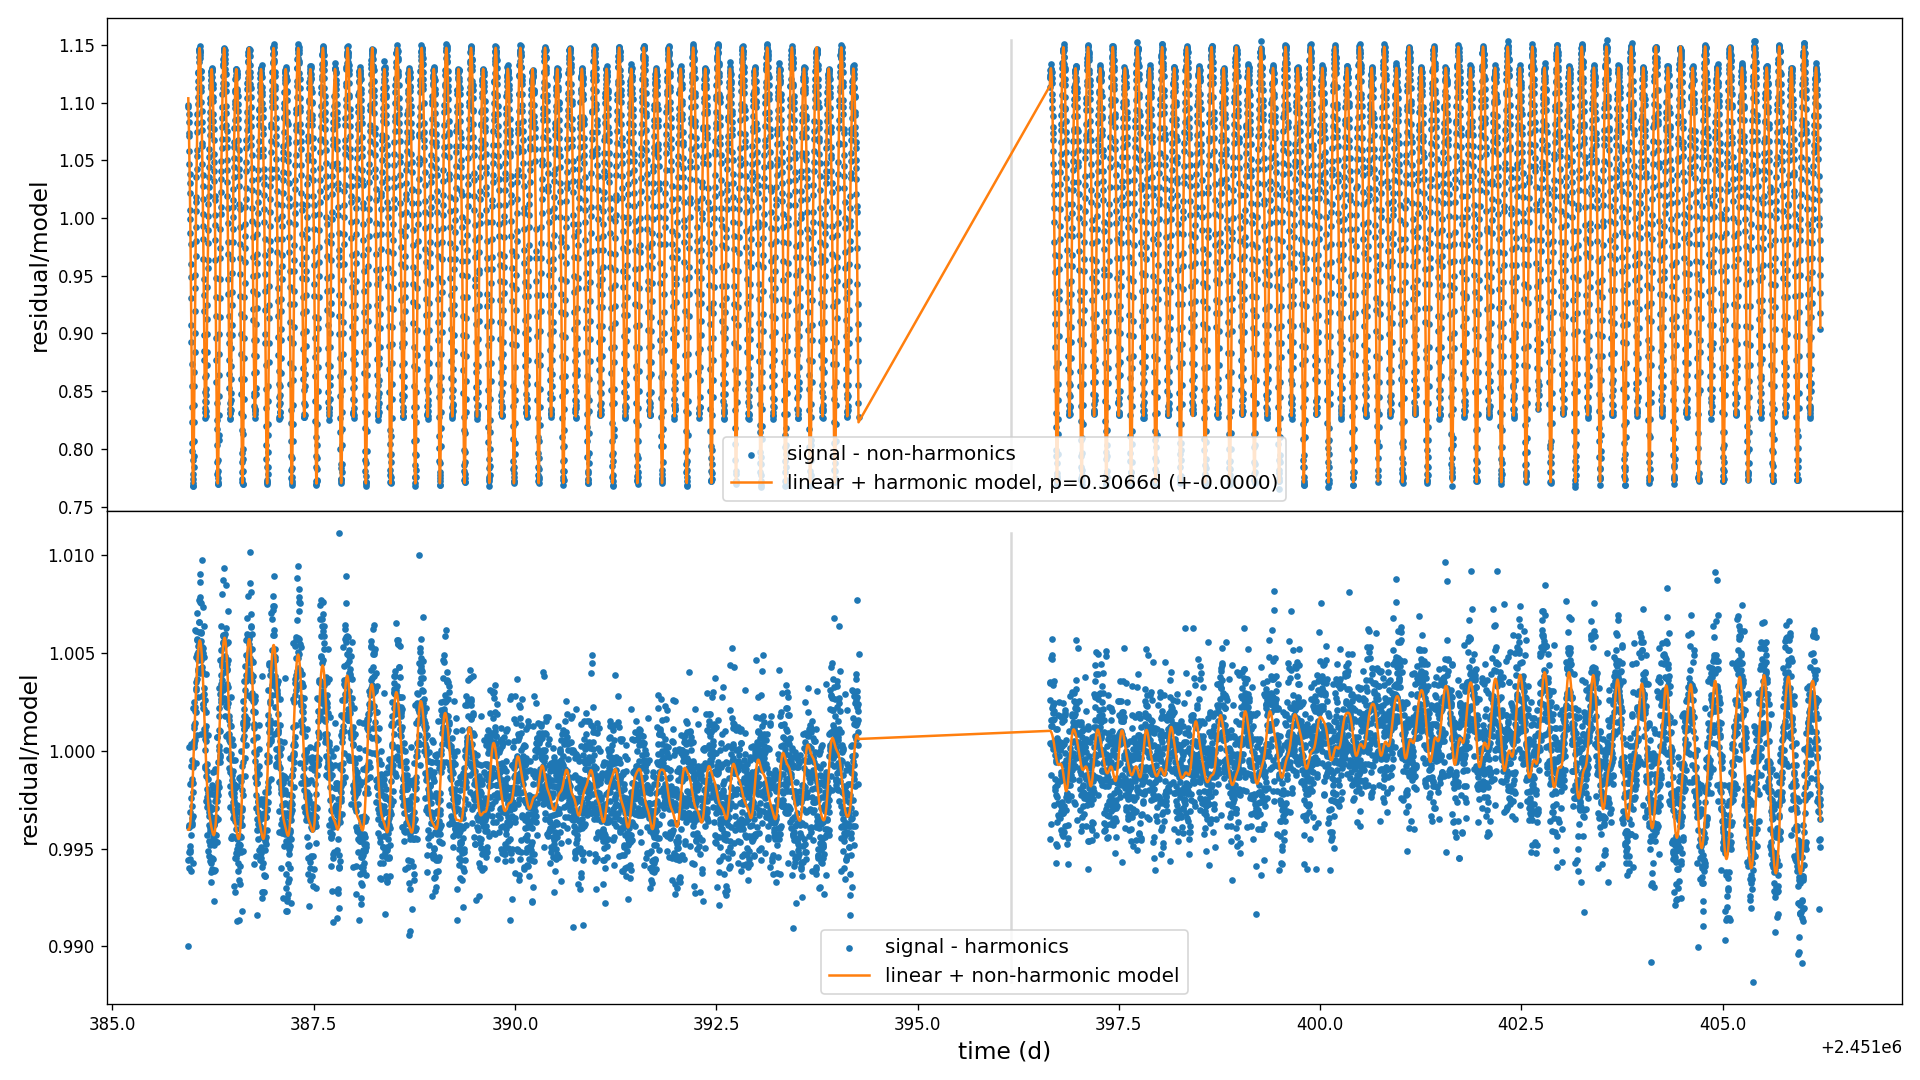 1.15
1.10
1.05
1.00
0.95
0.90
0.85
0.80
0.75
residual/model
signal - non-harmonics
linear + harmonic model, p=0.3066d (+-0.0000)
1.010
1.005
1.000
0.995
0.990
residual/model
signal - harmonics
linear + non-harmonic model
385.0 387.5 390.0 392.5 395.0 397.5 400.0 402.5 405.0
time (d)
+2.451e6